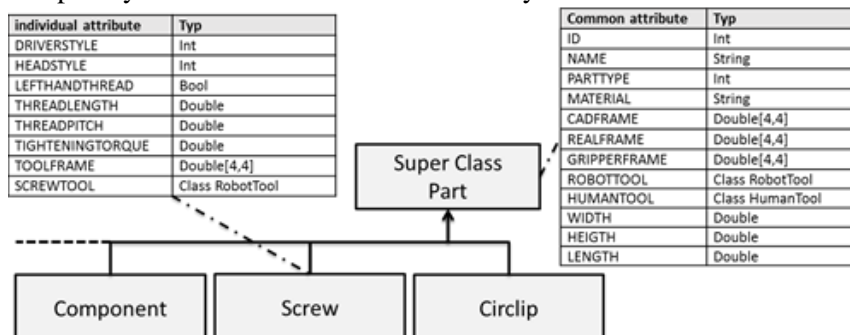 individual attribute Typ
DRIVERSTYLE Int
HEADSTYLE Int
LEFTHANDTHREAD Bool
THREADLENGTH Double
THREADPITCH Double
TIGHTENINGTORQUE Double
TOOLFRAME Double[4,4]
SCREWTOOL Class RobotTool
Common attribute Typ
ID Int
NAME String
PARTTYPE Int
MATERIAL String
CADFRAME Double[4,4]
REALFRAME Double[4,4]
GRIPPERFRAME Double[4,4]
ROBOTTOOL Class RobotTool
HUMANTOOL Class HumanTool
WIDTH Double
HEIGTH Double
LENGTH Double
Super Class
Part
Component
Screw
Circlip